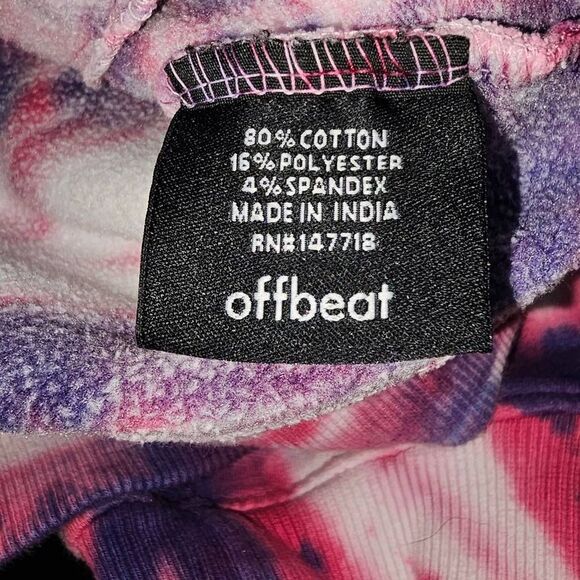 80% COTTON
16% POLYESTER
4% SPANDEX
MADE IN INDIA
RN#147718
offbeat